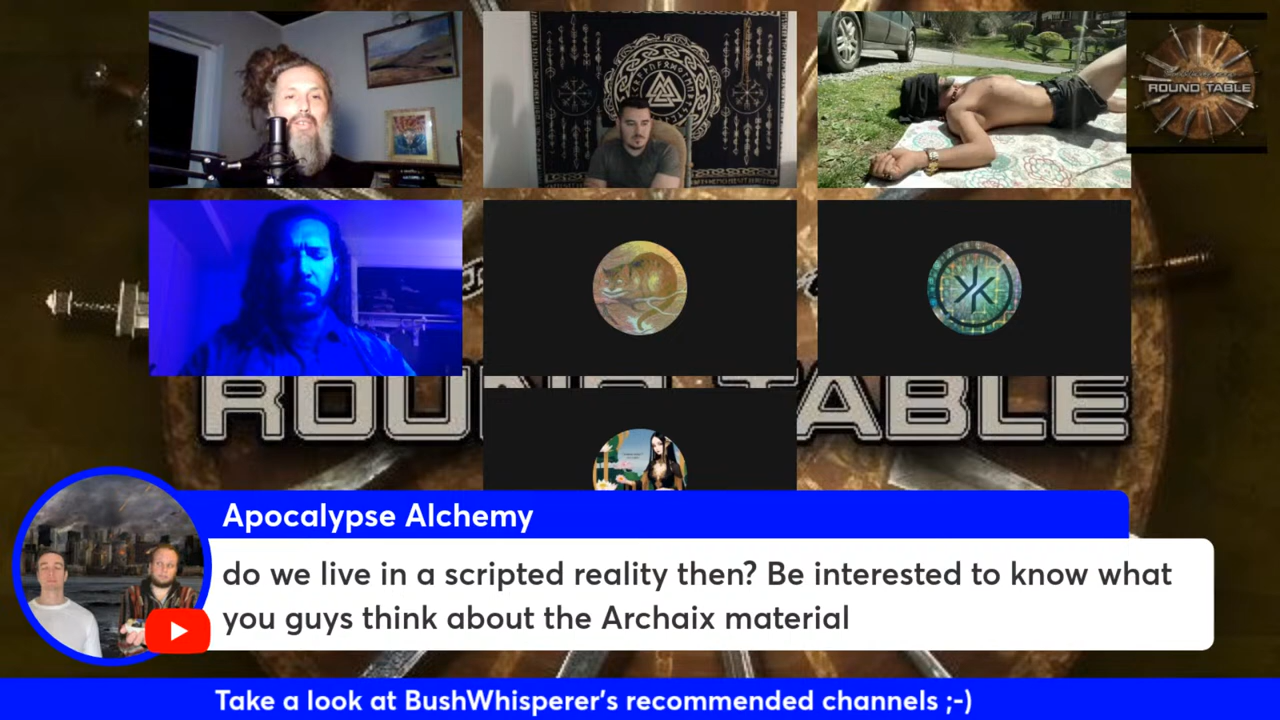 ROUND TABLE
ROUND TABLE
Apocalypse Alchemy
do we live in a scripted reality then? Be interested to know what
you guys think about the Archaix material
Take a look at BushWhisperer's recommended channels ;-)